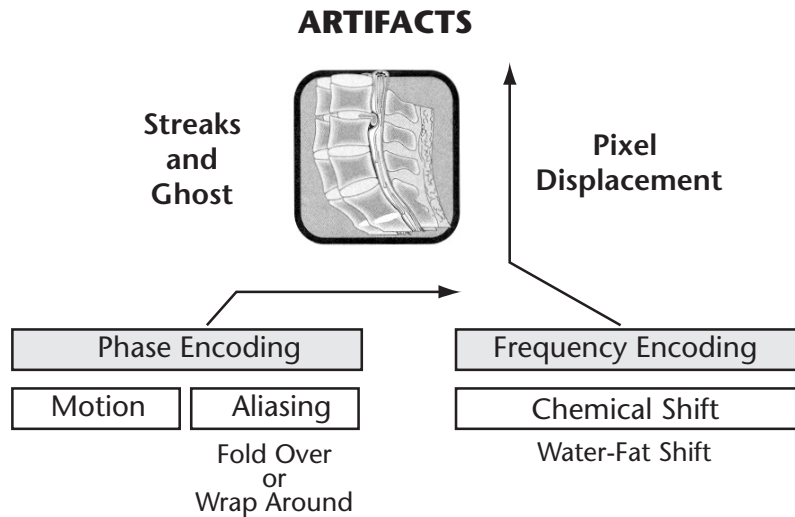 ARTIFACTS
Streaks
and
Ghost
Pixel
Displacement
Phase Encoding
Frequency Encoding
Motion
Aliasing
Chemical Shift
Fold Over
or
Wrap Around
Water-Fat Shift